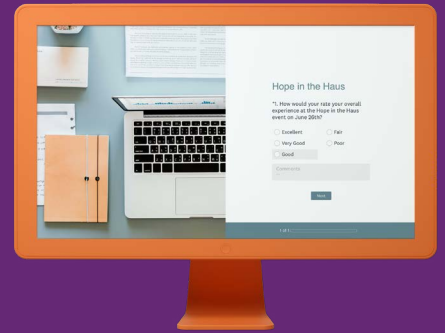 Hope in the Haus
*1. How would your rate your overall
experience at the Hope in the Haus
event on June 26th?
Excellent
Fair
Very Good
Poor
Good
Comments
Next
1 of 1